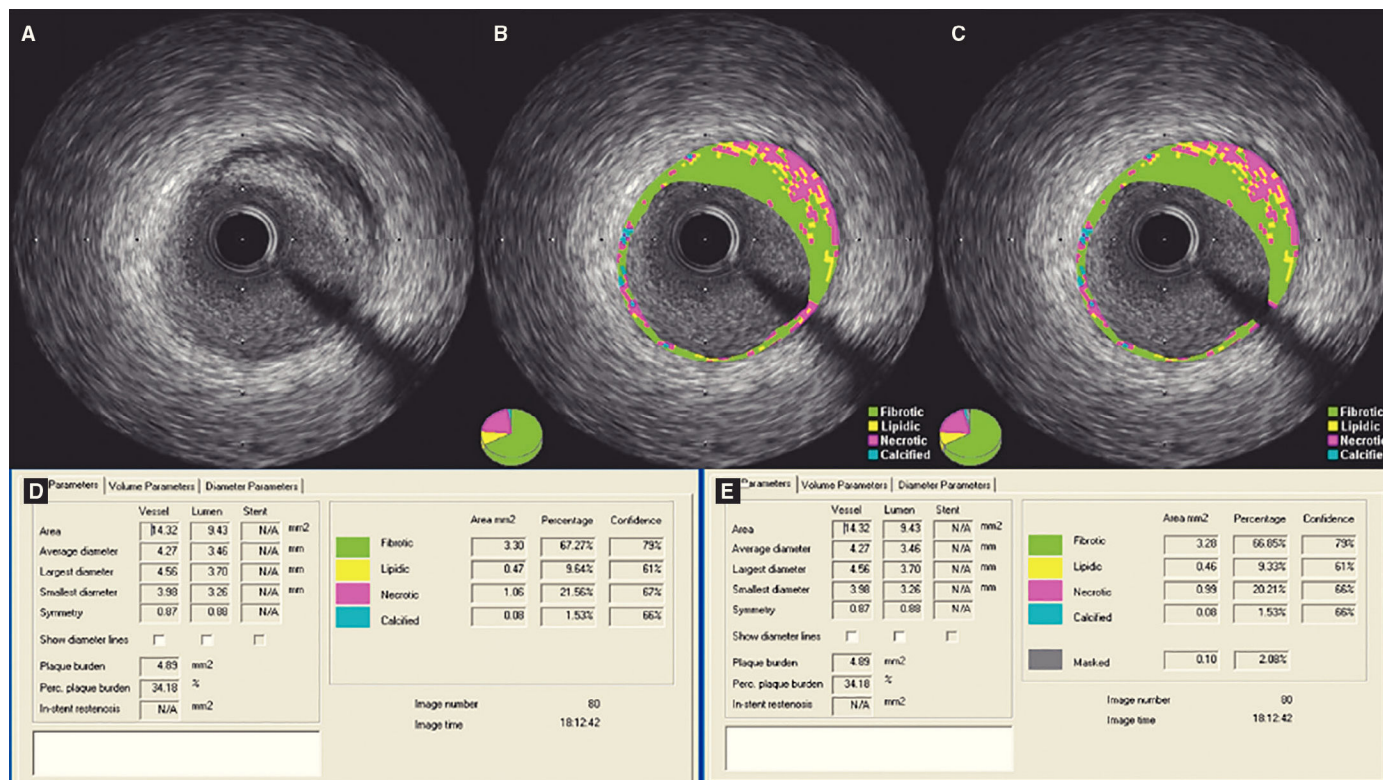 A
B
C
Fibrotic
Lipidic
Necrotic
Calcified
Fibrotic
Lipidic
Necrotic
Calcified
D
Parameters Volume Parameters Diameter Parameters
Vessel Lumen Stent
Area 14.32 9.43 N/A mm2
Average diameter 4.27 3.46 N/A mm
Largest diameter 4.56 3.70 N/A mm
Smallest diameter 3.98 3.26 N/A mm
Symmetry 0.87 0.88 N/A
Show diameter lines
Plaque burden 4.89 mm2
Perc. plaque burden 34.18 %
In-stent restenosis N/A mm2
Area mm2 Percentage Confidence
Fibrotic 3.30 67.27% 79%
Lipidic 0.47 9.64% 61%
Necrotic 1.06 21.56% 67%
Calcified 0.08 1.53% 66%
Image number 80
Image time 18:12:42
E
Parameters Volume Parameters Diameter Parameters
Vessel Lumen Stent
Area 14.32 9.43 N/A mm2
Average diameter 4.27 3.46 N/A mm
Largest diameter 4.56 3.70 N/A mm
Smallest diameter 3.98 3.26 N/A mm
Symmetry 0.87 0.88 N/A
Show diameter lines
Plaque burden 4.89 mm2
Perc. plaque burden 34.18 %
In-stent restenosis N/A mm2
Area mm2 Percentage Confidence
Fibrotic 3.28 66.85% 79%
Lipidic 0.46 9.33% 61%
Necrotic 0.99 20.21% 66%
Calcified 0.08 1.53% 66%
Masked 0.10 2.08%
Image number 80
Image time 18:12:42